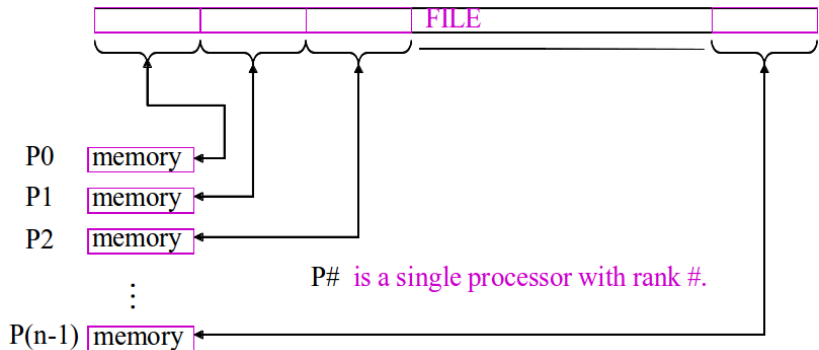 FILE
P0 memory
P1 memory
P2 memory
P# is a single processor with rank #.
⋮
P(n-1) memory